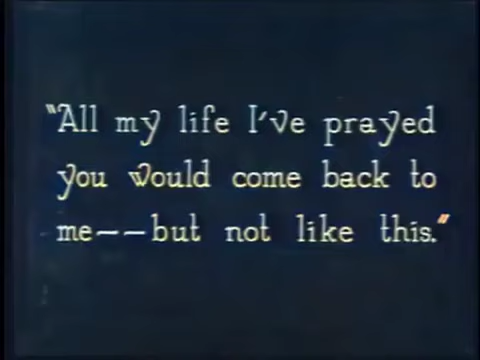 "All my life I've prayed
you would come back to
me--but not like this."